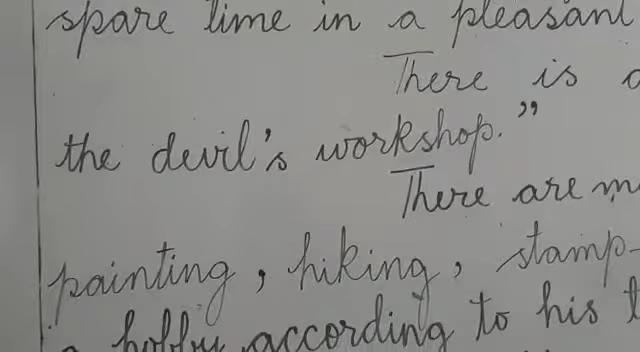 spare time in a pleasant
There is
the devil's workshop.”
There are
painting, hiking, stamp-
a hobby according to his